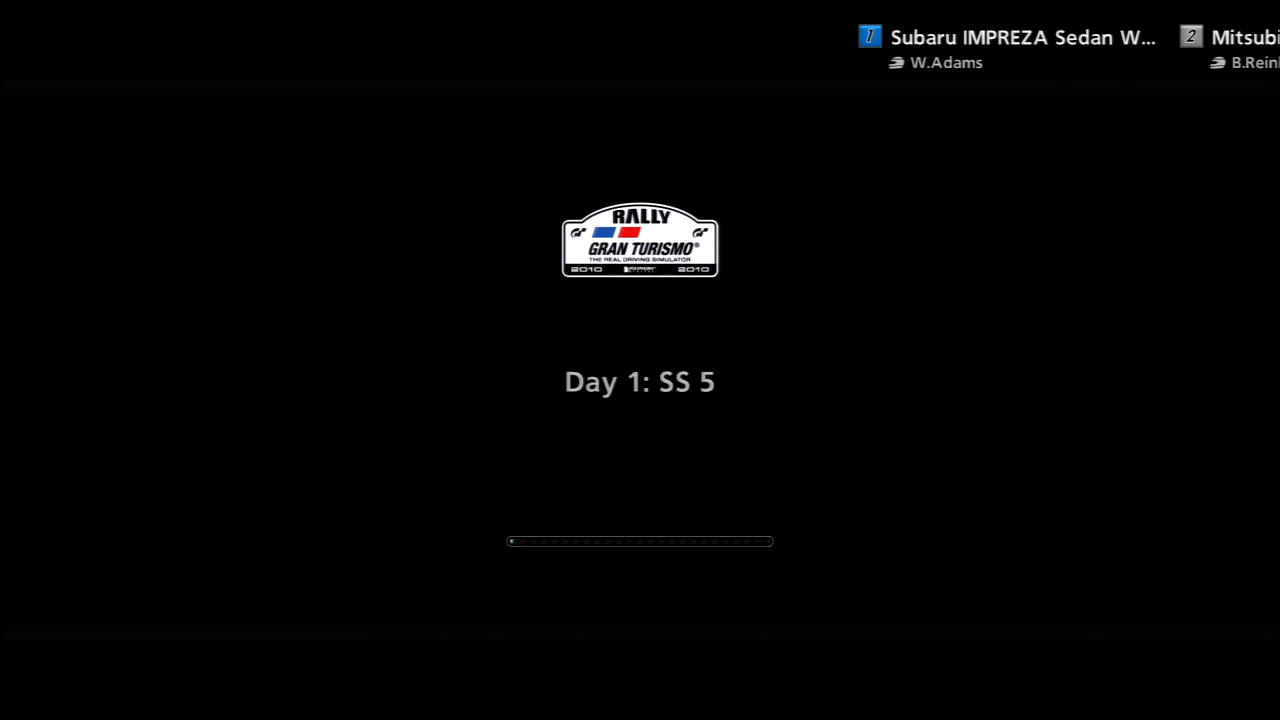 1 Subaru IMPREZA Sedan W... 2 Mitsubi
W.Adams B.Rein
RALLY
GRAN TURISMO®
THE REAL DRIVING SIMULATOR
2010 POLYPHONY 2010
Day 1: SS 5